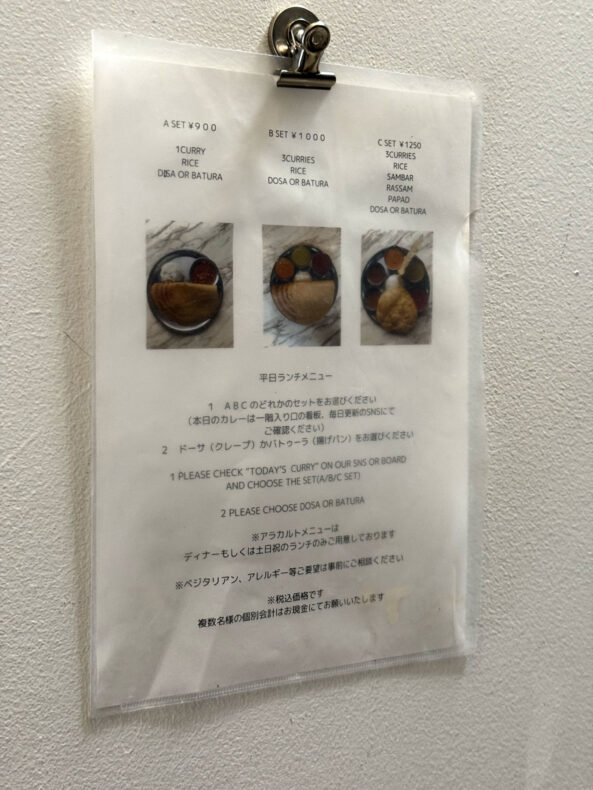 A SET ¥900
1CURRY
RICE
DOSA OR BATURA
B SET ¥1000
3CURRIES
RICE
DOSA OR BATURA
C SET ¥1250
3CURRIES
RICE
SAMBAR
RASSAM
PAPAD
DOSA OR BATURA
平日ランチメニュー
1 ABCのどれかのセットをお選びください
(本日のカレーは一階入り口の看板、毎日更新のSNSにて
ご確認ください)
2 ドーサ(クレープ)かバトゥーラ(揚げパン)をお選びください
1 PLEASE CHECK "TODAY'S CURRY" ON OUR SNS OR BOARD
AND CHOOSE THE SET(A/B/C SET)
2 PLEASE CHOOSE DOSA OR BATURA
※アラカルトメニューは
ディナーもしくは土日祝のランチのみご用意しております
※ベジタリアン、アレルギー等ご要望は事前にご相談ください
※税込価格です
複数名様の個別会計はお現金にてお願いいたします